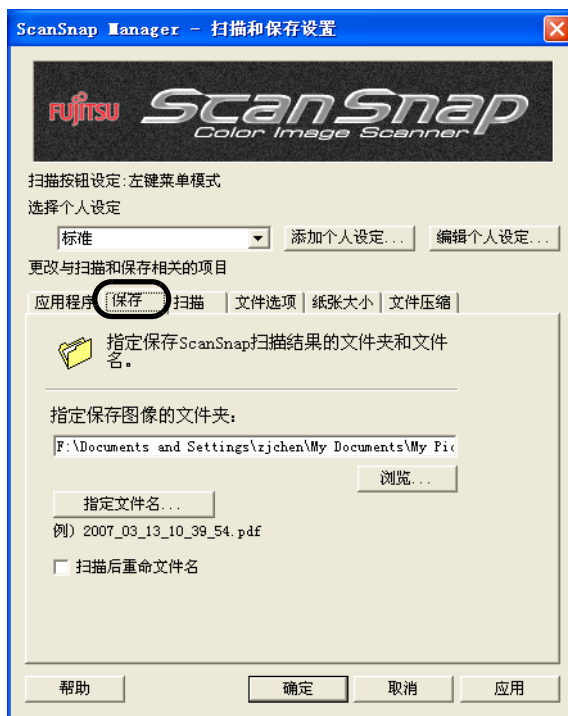 ScanSnap Manager - 扫描和保存设置
FUJITSU ScanSnap
Color Image Scanner
扫描按钮设定:左键菜单模式
选择个人设定
标准 添加个人设定... 编辑个人设定...
更改与扫描和保存相关的项目
应用程序 保存 扫描 文件选项 纸张大小 文件压缩
指定保存ScanSnap扫描结果的文件夹和文件
名。
指定保存图像的文件夹:
F:\Documents and Settings\zjchen\My Documents\My Pic
浏览...
指定文件名...
例) 2007_03_13_10_39_54.pdf
扫描后重命文件名
帮助 确定 取消 应用